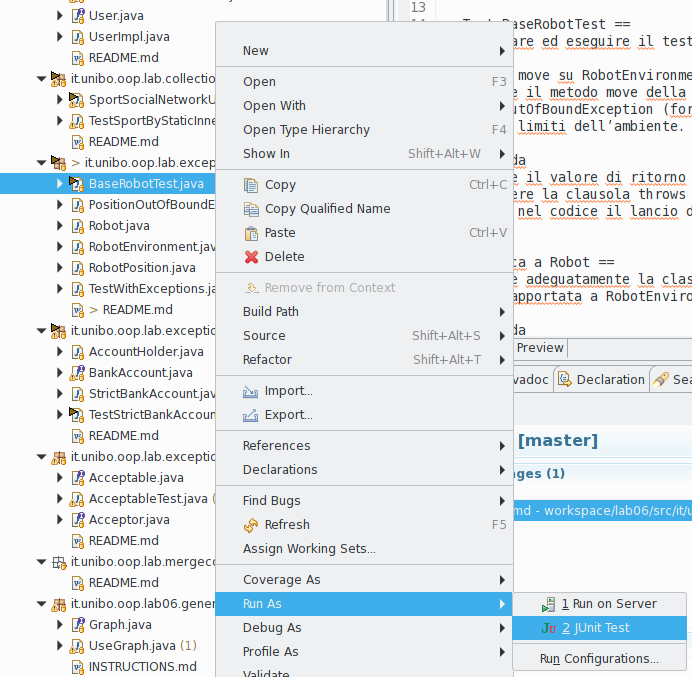 User.java
UserImpl.java
README.md
it.unibo.oop.lab.collectio
SportSocialNetworkU
TestSportByStaticInne
README.md
> it.unibo.oop.lab.excep
BaseRobotTest.java
PositionOutOfBoundE
Robot.java
RobotEnvironment.jav
RobotPosition.java
TestWithExceptions.ja
> README.md
it.unibo.oop.lab.exceptio
AccountHolder.java
BankAccount.java
StrictBankAccount.jav
TestStrictBankAccoun
README.md
it.unibo.oop.lab.exceptio
Acceptable.java
AcceptableTest.java (
Acceptor.java
README.md
it.unibo.oop.lab.mergeco
README.md
it.unibo.oop.lab06.gener
Graph.java
UseGraph.java (1)
INSTRUCTIONS.md
New
Open F3
Open With
Open Type Hierarchy F4
Show In Shift+Alt+W
Copy Ctrl+C
Copy Qualified Name
Paste Ctrl+V
Delete
Remove from Context
Build Path
Source Shift+Alt+S
Refactor Shift+Alt+T
Import...
Export...
References
Declarations
Find Bugs
Refresh F5
Assign Working Sets...
Coverage As
Run As
Debug As
Profile As
Validate
1 Run on Server
2 JUnit Test
Run Configurations...
13
BaseRobotTest ==
are ed eseguire il test
move su RobotEnvironme
e il metodo move della
utOfBoundException (for
limiti dell’ambiente.
da
e il valore di ritorno
ere la clausola throws
nel codice il lancio d
ca a Robot ==
e adeguatamente la clas
apportata a RobotEnviro
da
Preview
vadoc
Declaration
Sea
[master]
ges (1)
md - workspace/lab06/src/it/u